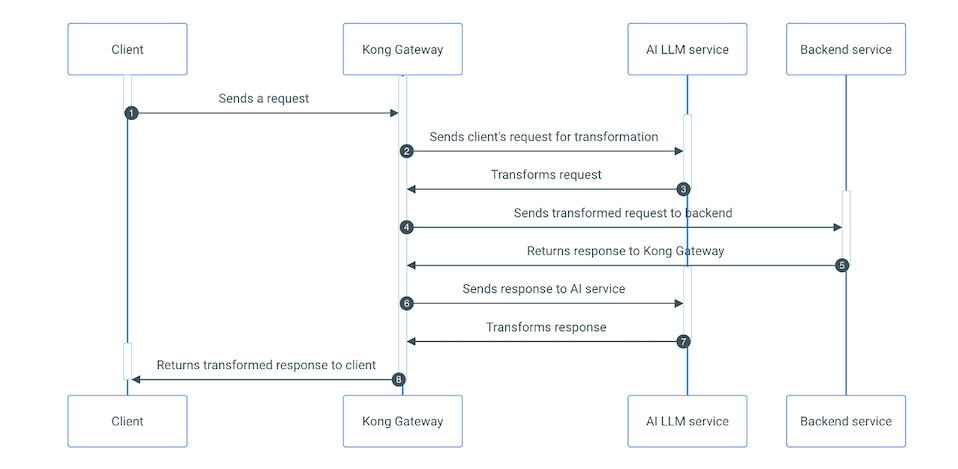 Client
Kong Gateway
AI LLM service
Backend service
Sends a request
1
Sends client's request for transformation
2
Transforms request
3
Sends transformed request to backend
4
Returns response to Kong Gateway
5
Sends response to AI service
6
Transforms response
7
Returns transformed response to client
8
Client
Kong Gateway
AI LLM service
Backend service